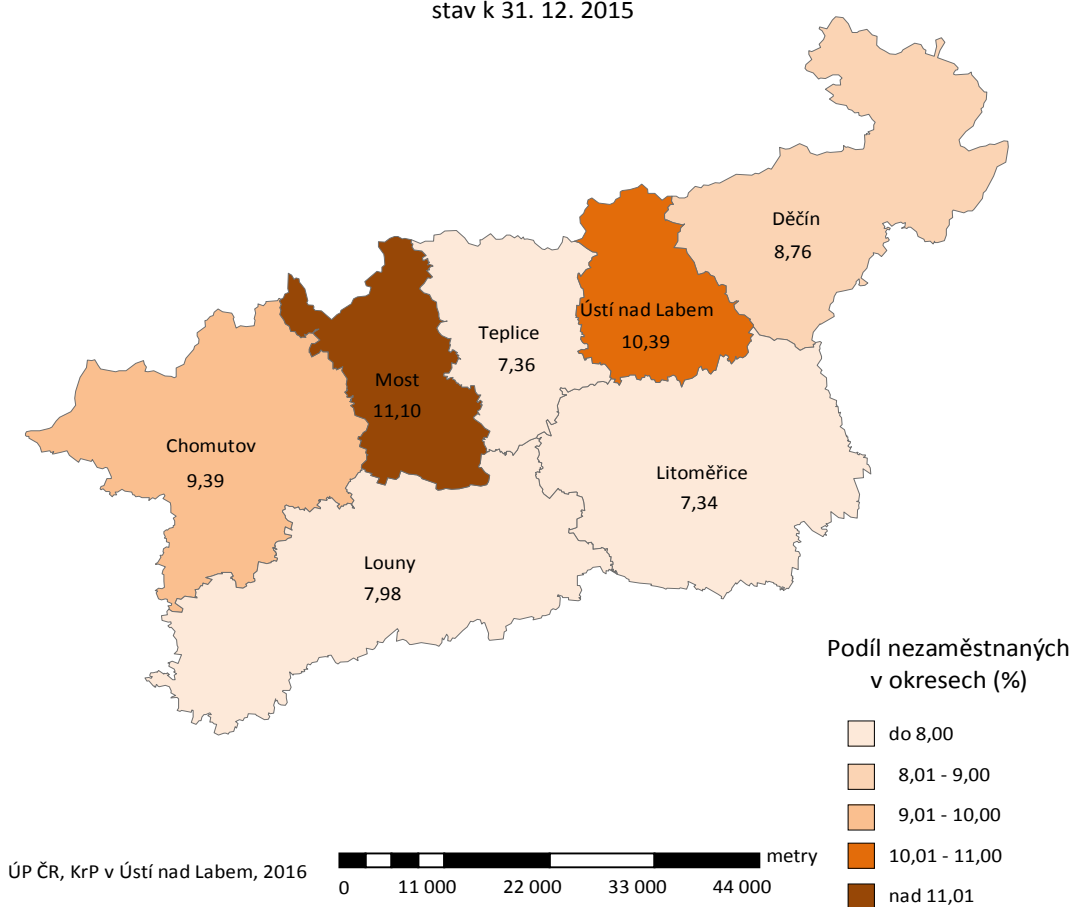 stav k 31. 12. 2015
Děčín
8,76
Ústí nad Labem
10,39
Teplice
7,36
Most
11,10
Chomutov
9,39
Litoměřice
7,34
Louny
7,98
Podíl nezaměstnaných
v okresech (%)
do 8,00
8,01 - 9,00
9,01 - 10,00
10,01 - 11,00
nad 11,01
ÚP ČR, KrP v Ústí nad Labem, 2016
metry
0 11 000 22 000 33 000 44 000